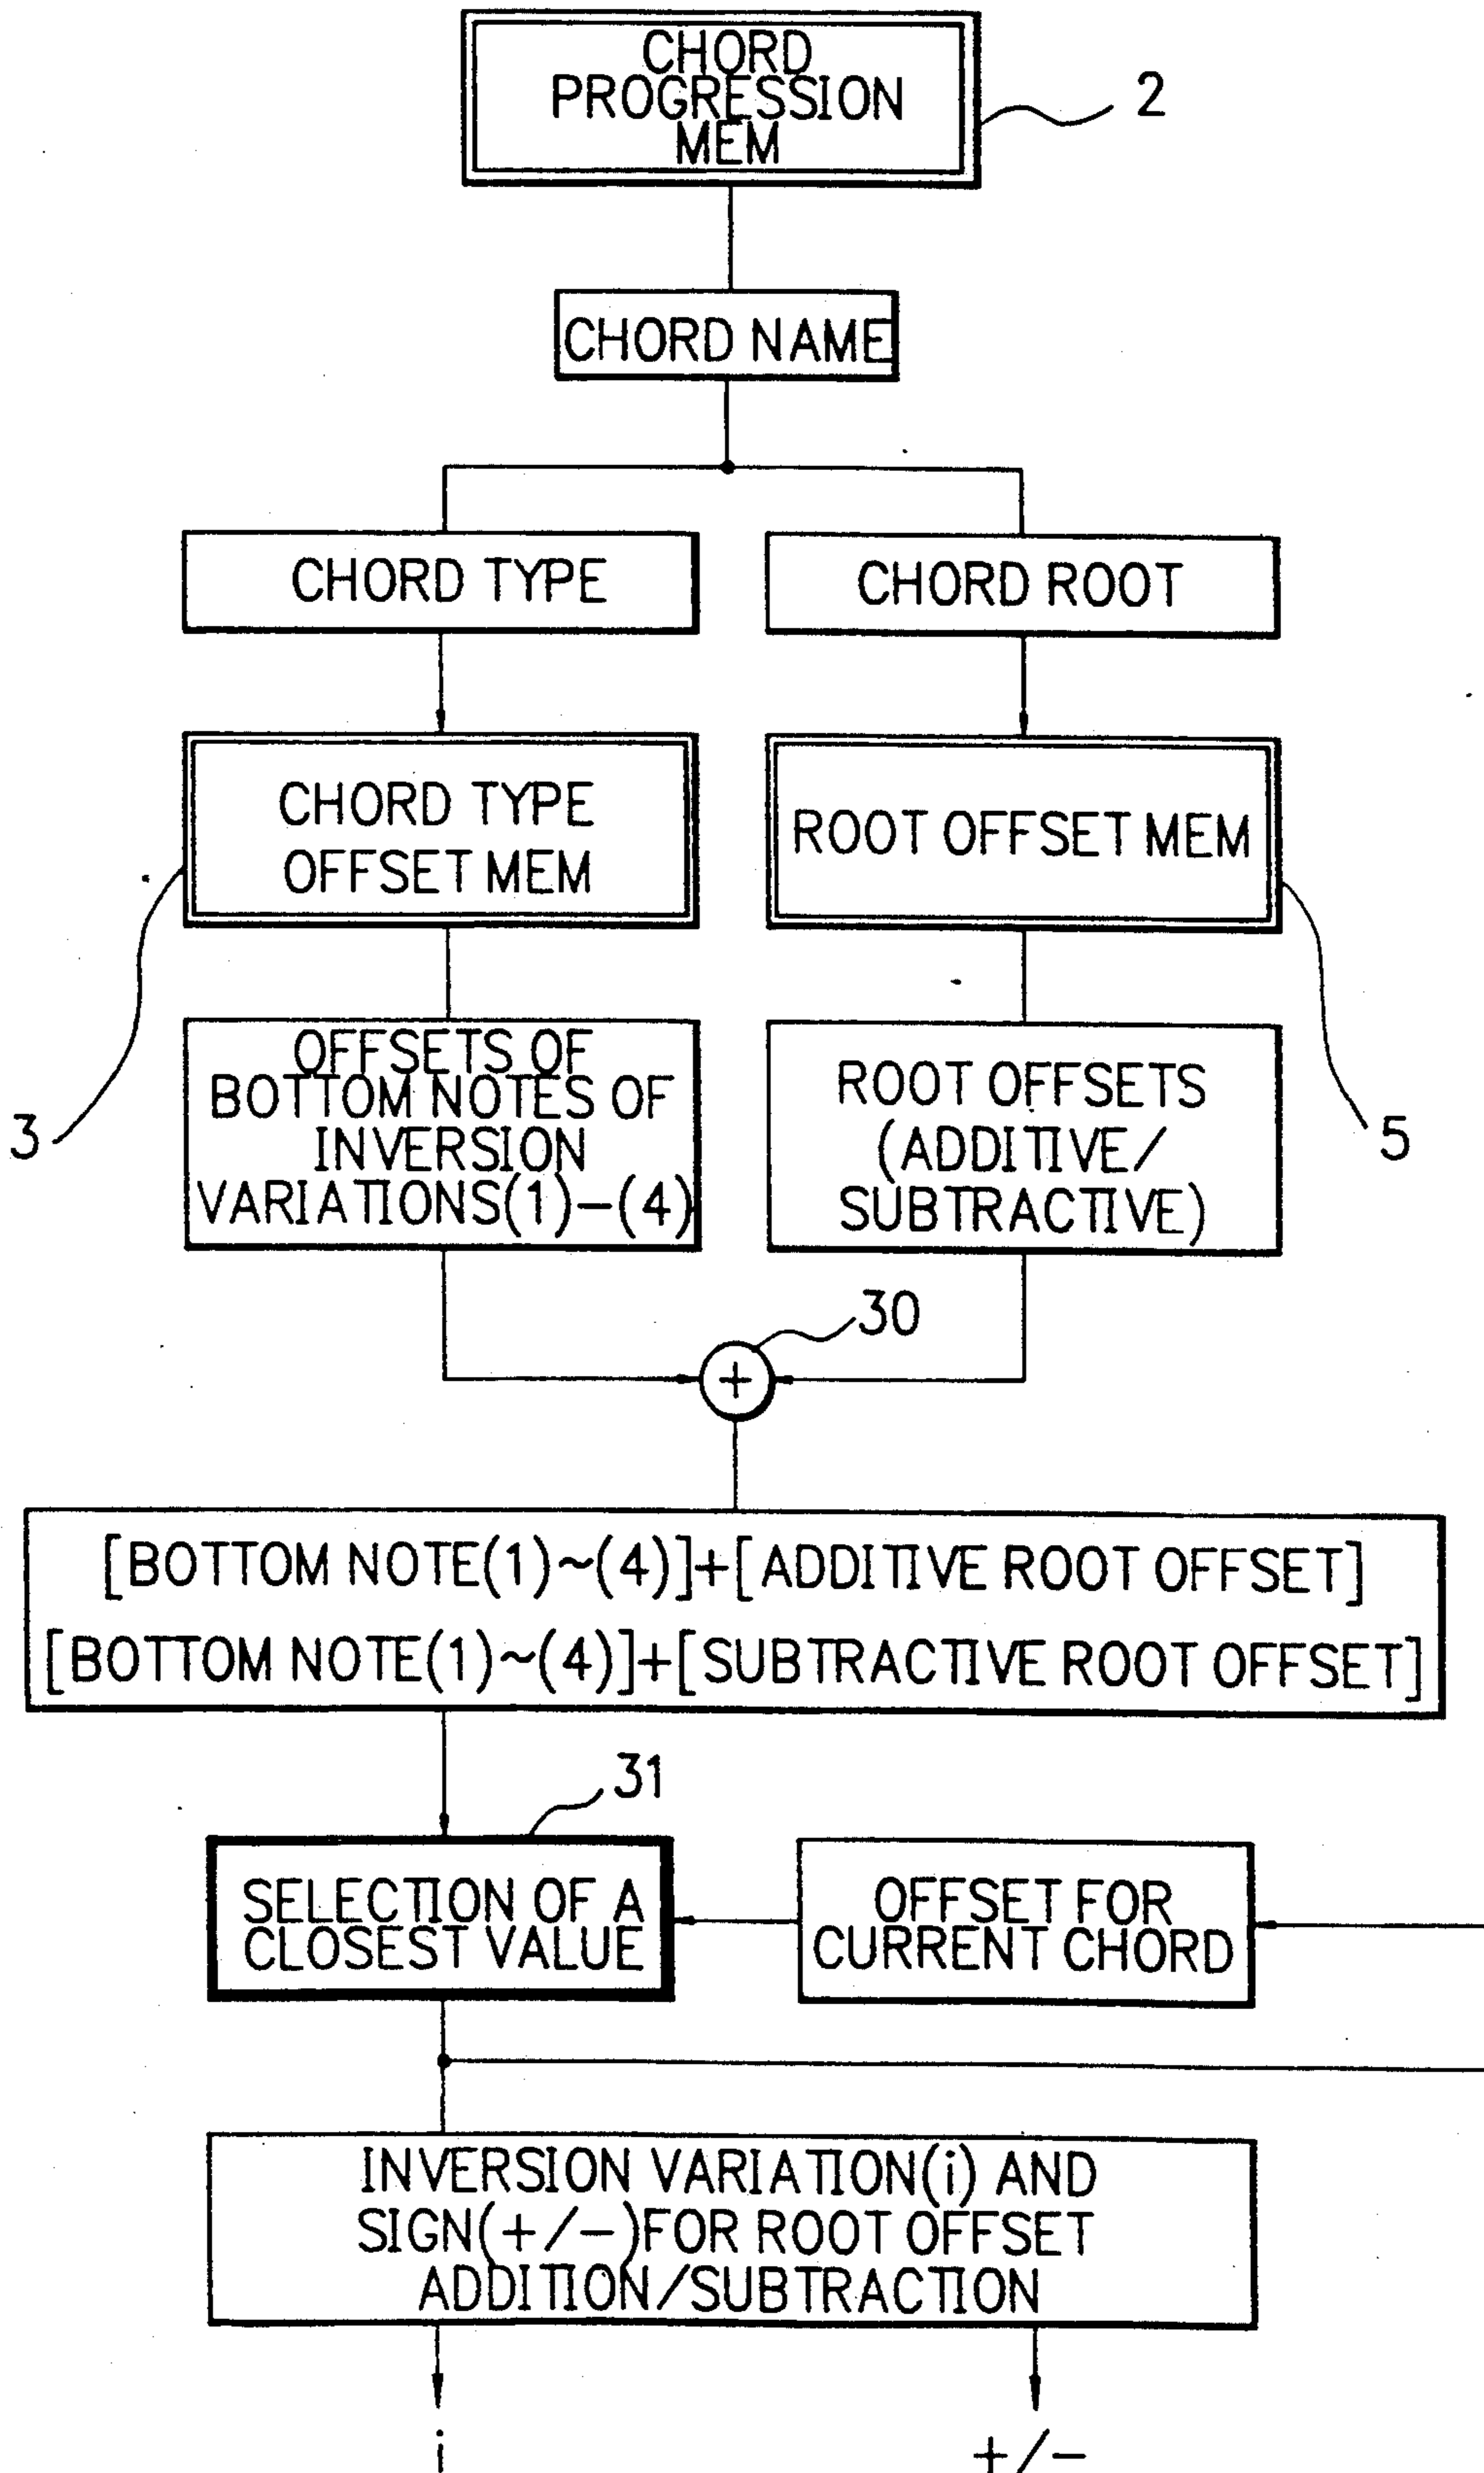 CHORD
PROGRESSION
MEM
2
CHORD NAME
CHORD TYPE
CHORD ROOT
CHORD TYPE
OFFSET MEM
ROOT OFFSET MEM
3
5
OFFSETS OF
BOTTOM NOTES OF
INVERSION
VARIATIONS(1)-(4)
ROOT OFFSETS
(ADDITIVE/
SUBTRACTIVE)
30
+
[BOTTOM NOTE(1)~(4)]+[ADDITIVE ROOT OFFSET]
[BOTTOM NOTE(1)~(4)]+[SUBTRACTIVE ROOT OFFSET]
31
SELECTION OF A
CLOSEST VALUE
OFFSET FOR
CURRENT CHORD
INVERSION VARIATION(i) AND
SIGN(+/-)FOR ROOT OFFSET
ADDITION/SUBTRACTION
i
+/-